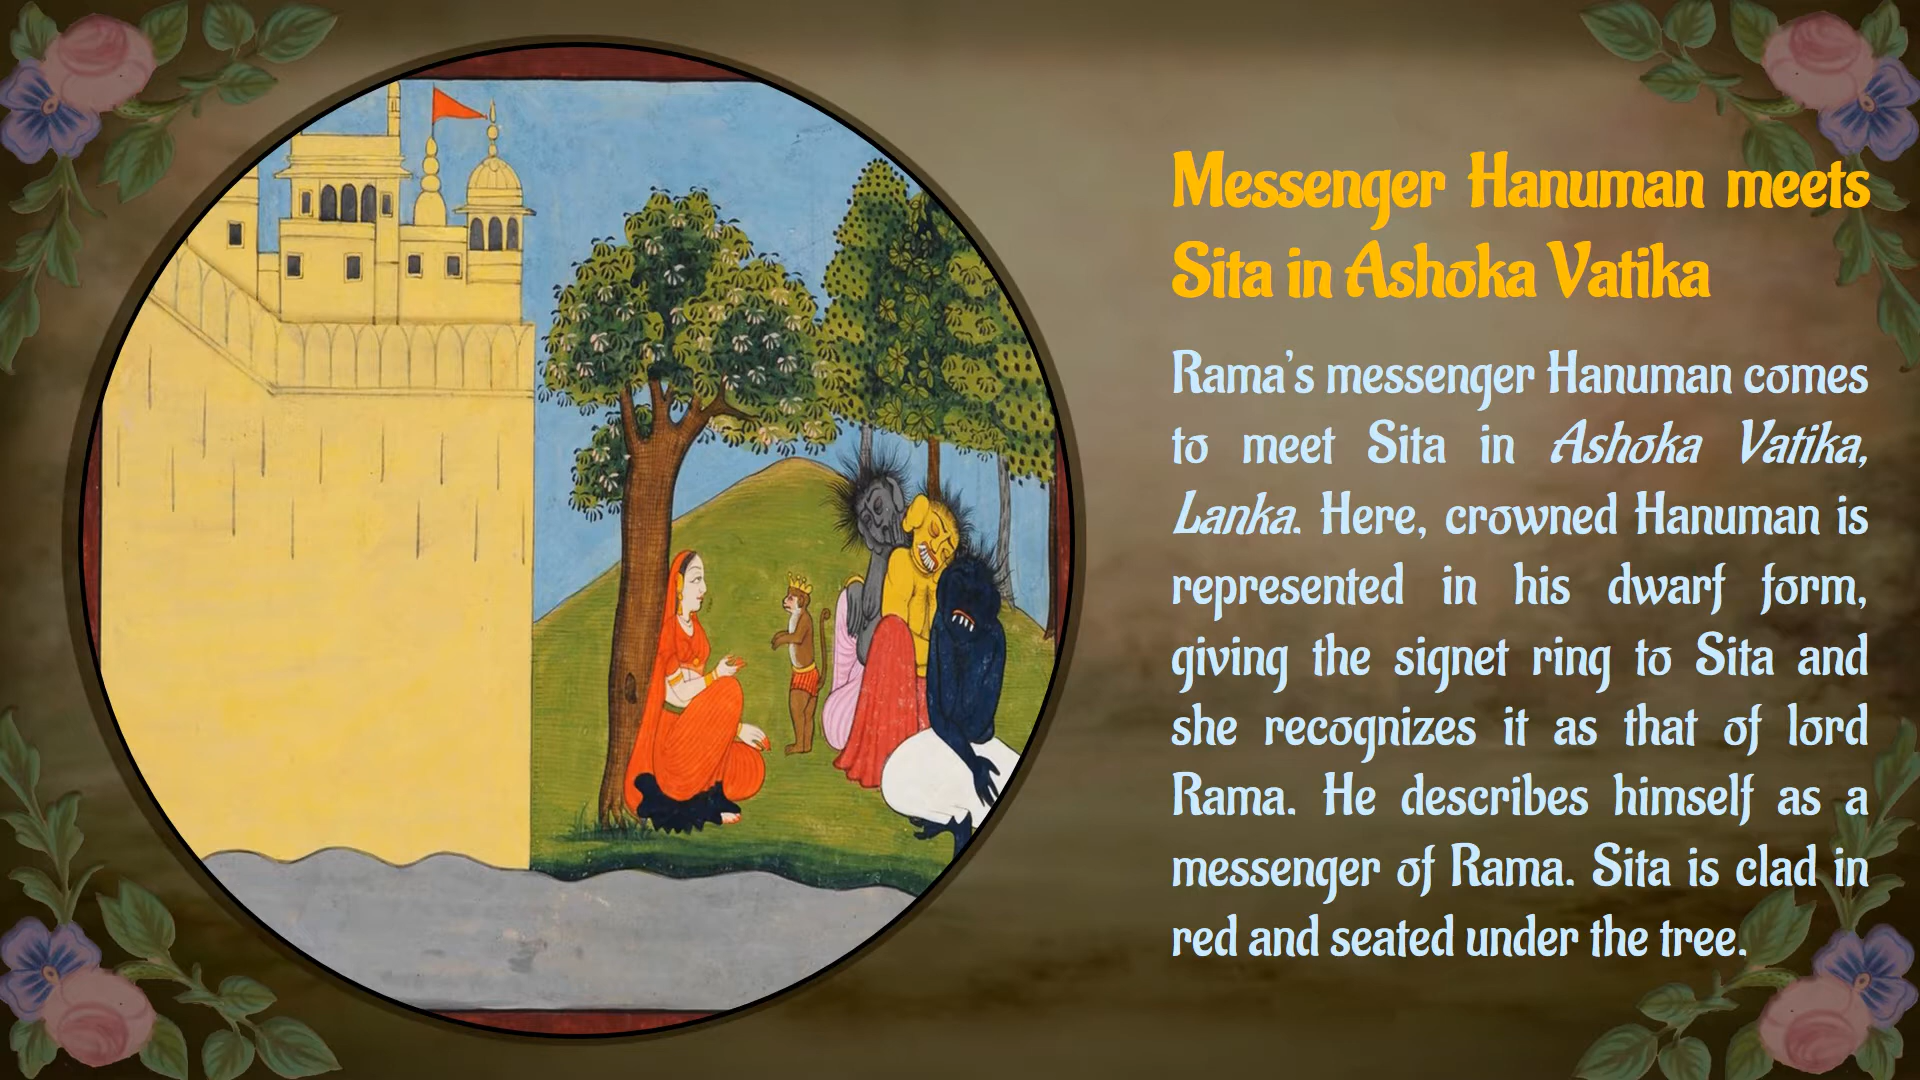 Messenger Hanuman meets
Sita in Ashoka Vatika
Rama’s messenger Hanuman comes
to meet Sita in Ashoka Vatika,
Lanka. Here, crowned Hanuman is
represented in his dwarf form,
giving the signet ring to Sita and
she recognizes it as that of lord
Rama. He describes himself as a
messenger of Rama. Sita is clad in
red and seated under the tree.